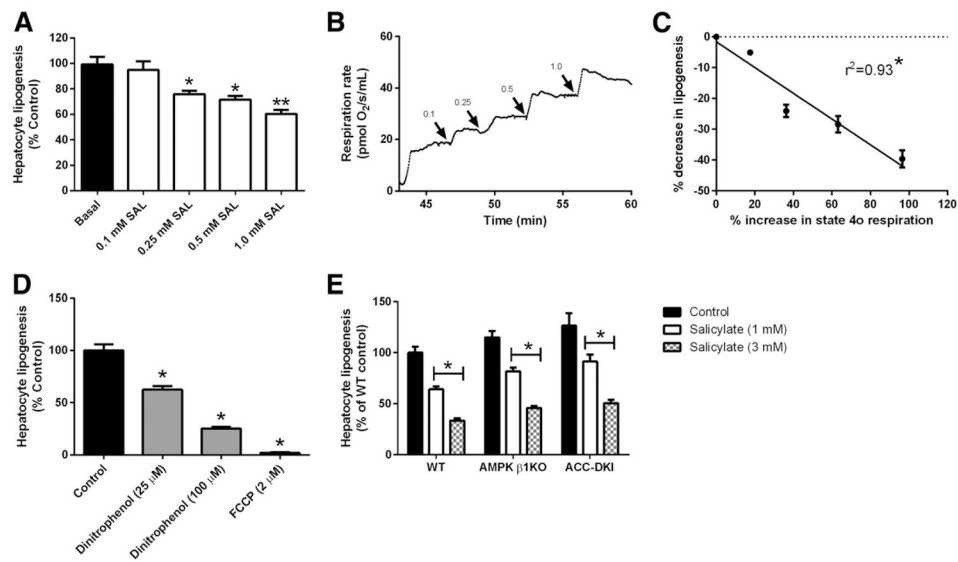 A
Hepatocyte lipogenesis
(% Control)
120
100
80
60
40
20
0
*
*
**
Basal
0.1 mM SAL
0.25 mM SAL
0.5 mM SAL
1.0 mM SAL
B
Respiration rate
(pmol O₂/s/mL)
60
40
20
0
0.1
0.25
0.5
1.0
45
50
55
60
Time (min)
C
% decrease in lipogenesis
0
-10
-20
-30
-40
-50
r²=0.93 *
0
20
40
60
80
100
120
% increase in state 4o respiration
D
Hepatocyte lipogenesis
(% Control)
150
100
50
0
*
*
*
Control
Dinitrophenol (25 μM)
Dinitrophenol (100 μM)
FCCP (2 μM)
E
Hepatocyte lipogenesis
(% of WT control)
150
100
50
0
*
*
*
WT
AMPK β1KO
ACC-DKI
Control
Salicylate (1 mM)
Salicylate (3 mM)